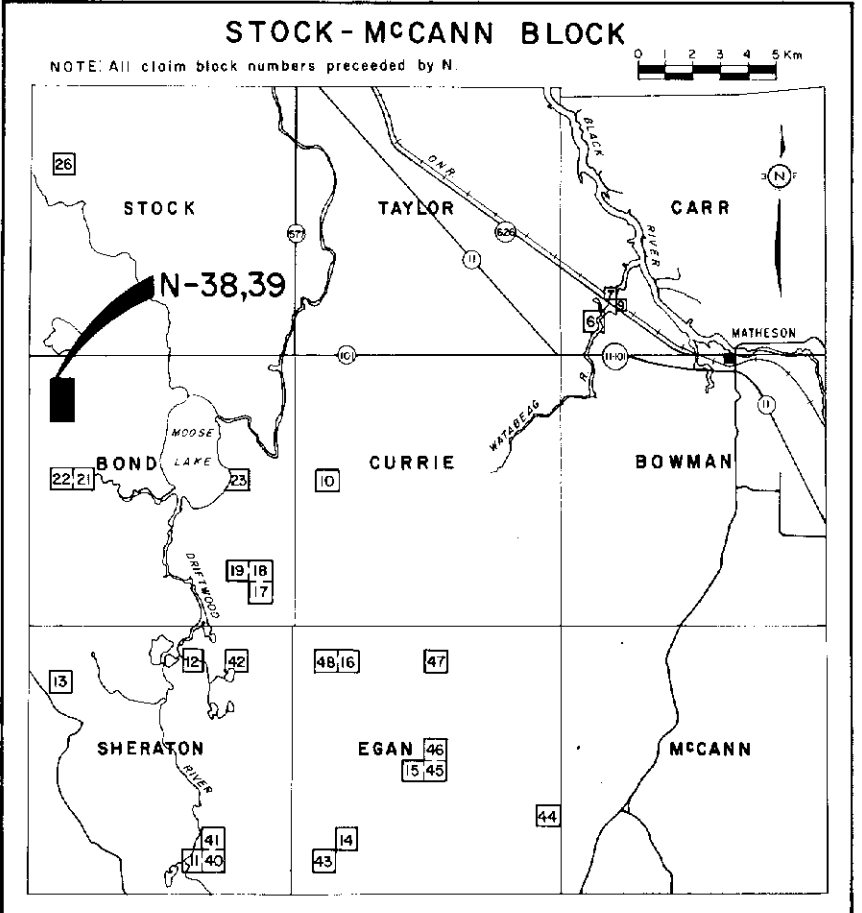 STOCK-McCANN BLOCK
NOTE: All claim block numbers preceeded by N.
0 1 2 3 4 5 Km
BLACK
26
ONR
N
STOCK
TAYLOR
CARR
577
626
RIVER
11
N-38,39
7
9
6
MATHESON
101
11-101
R.
11
WATABEAG
MOOSE
LAKE
BOND
CURRIE
BOWMAN
22 21
23
10
DRIFTWOOD
19 18
17
12
42
48 16
47
13
SHERATON
EGAN
McCANN
46
15 45
RIVER
44
41
14
11 40
43